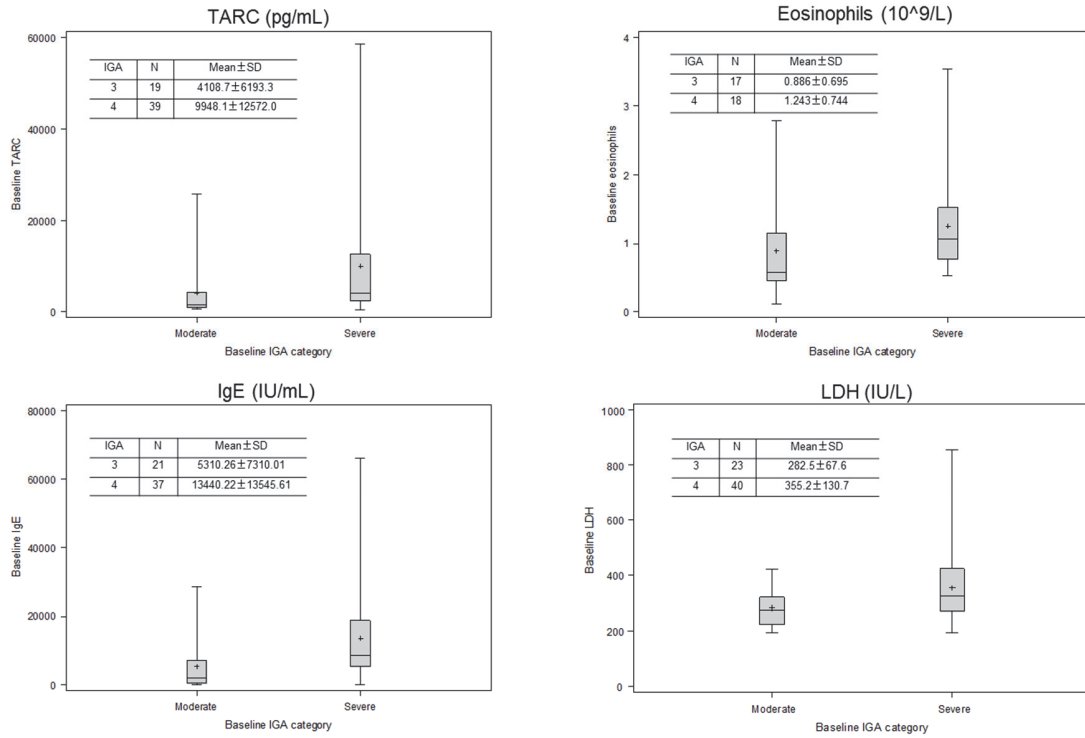 TARC (pg/mL)
60000
40000
20000
0
Baseline TARC
IGA N Mean±SD
3 19 4108.7±6193.3
4 39 9948.1±12572.0
Moderate Severe
Baseline IGA category
Eosinophils (10^9/L)
4
3
2
1
0
Baseline eosinophils
IGA N Mean±SD
3 17 0.886±0.695
4 18 1.243±0.744
Moderate Severe
Baseline IGA category
IgE (IU/mL)
80000
60000
40000
20000
0
Baseline IgE
IGA N Mean±SD
3 21 5310.26±7310.01
4 37 13440.22±13545.61
Moderate Severe
Baseline IGA category
LDH (IU/L)
1000
800
600
400
200
0
Baseline LDH
IGA N Mean±SD
3 23 282.5±67.6
4 40 355.2±130.7
Moderate Severe
Baseline IGA category